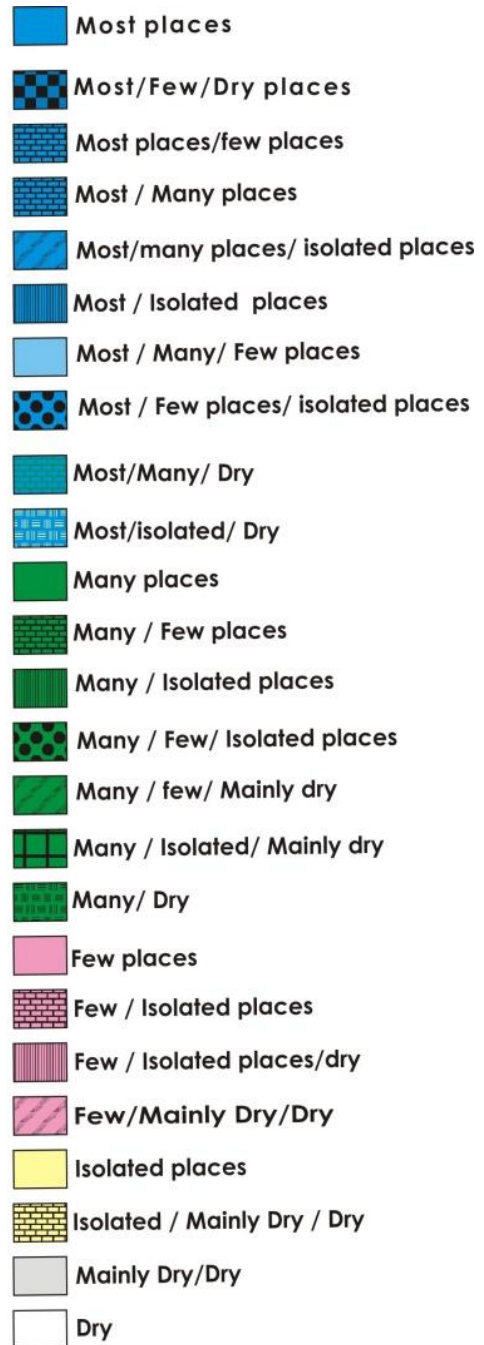 Most places
Most/Few/Dry places
Most places/few places
Most / Many places
Most/many places/ isolated places
Most / Isolated  places
Most / Many/ Few places
Most / Few places/ isolated places
Most/Many/ Dry
Most/isolated/ Dry
Many places
Many / Few places
Many / Isolated places
Many / Few/ Isolated places
Many / few/ Mainly dry
Many / Isolated/ Mainly dry
Many/ Dry
Few places
Few / Isolated places
Few / Isolated places/dry
Few/Mainly Dry/Dry
Isolated places
Isolated / Mainly Dry / Dry
Mainly Dry/Dry
Dry